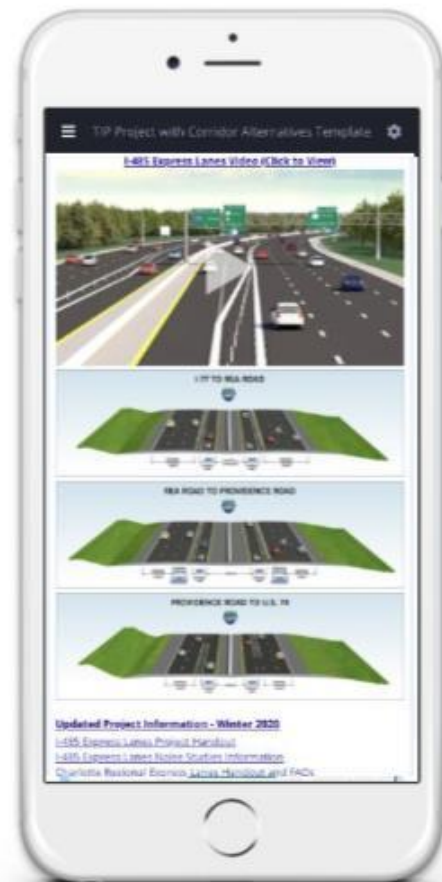 TIP Project with Corridor Alternatives Template
I-485 Express Lanes Video (Click to View)
I-77 TO REA ROAD
REA ROAD TO PROVIDENCE ROAD
PROVIDENCE ROAD TO U.S. 74
Updated Project Information - Winter 2020
I-485 Express Lanes Project Handout
I-485 Express Lanes Noise Studies Information
Charlotte Regional Express Lanes Handout and FAQs